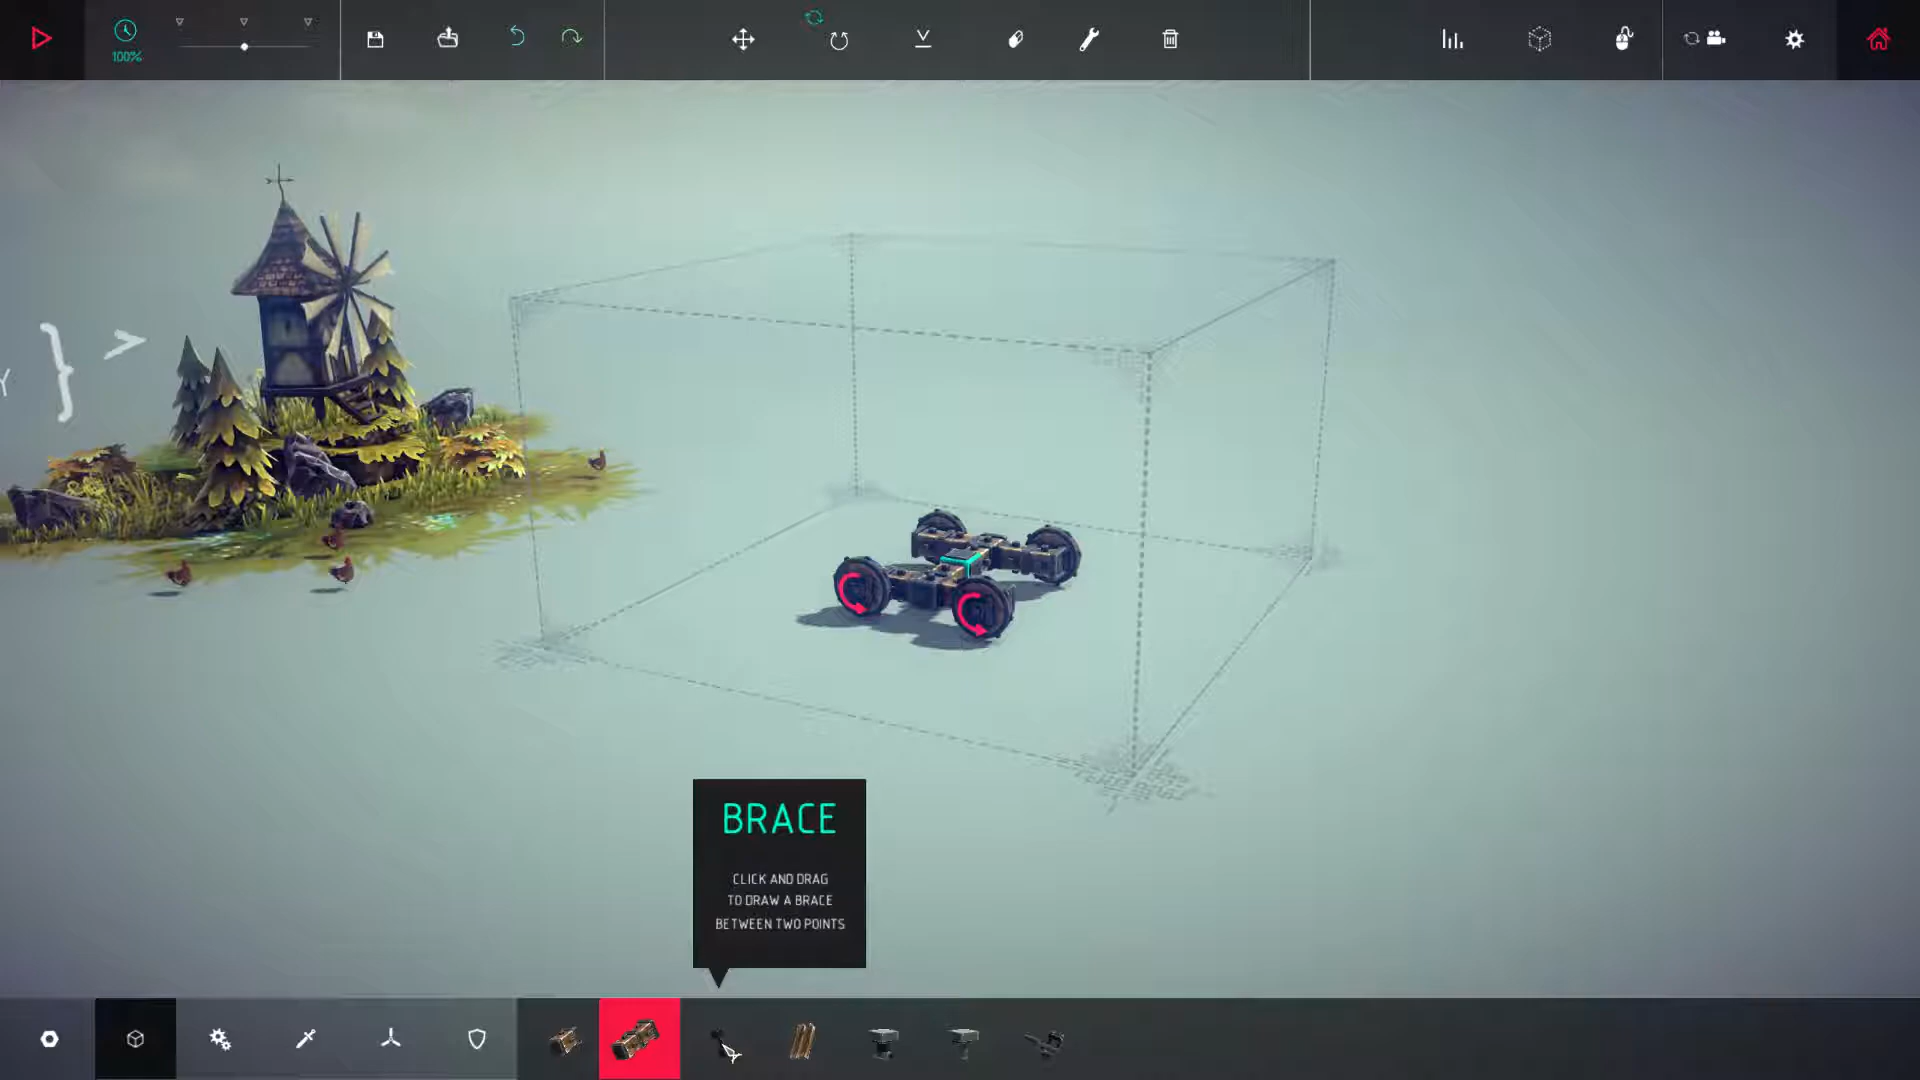 100%
Y } >
BRACE
CLICK AND DRAG
TO DRAW A BRACE
BETWEEN TWO POINTS